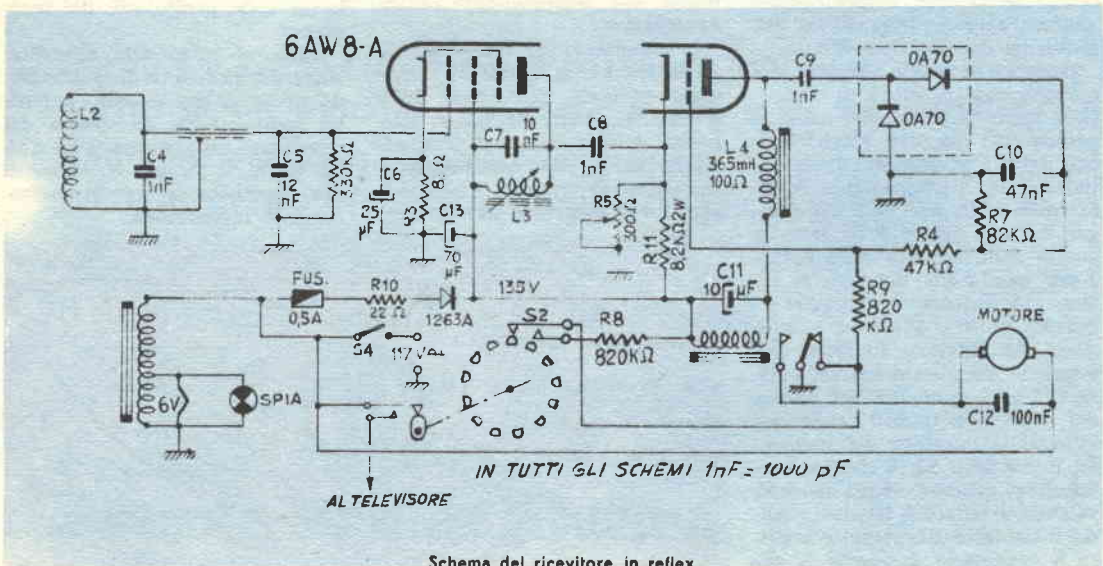 6AW8-A
L2
C4
1nF
C5
12
nF
330KΩ
C6
25
µF
R3
C13
70
µF
C7
10
nF
L3
C8
1nF
R5
300Ω
R11
8,2KΩ2W
C9
1nF
L4
365mH
100Ω
OA70
OA70
C10
47nF
R7
82KΩ
R4
47KΩ
R9
820
KΩ
MOTORE
C12
100nF
FUS.
0,5A
R10
22Ω
1263A
135V
S4
117V
S2
R8
820KΩ
C11
10 µF
6V
SPIA
IN TUTTI GLI SCHEMI 1nF = 1000 pF
AL TELEVISORE
Schema del ricevitore in reflex